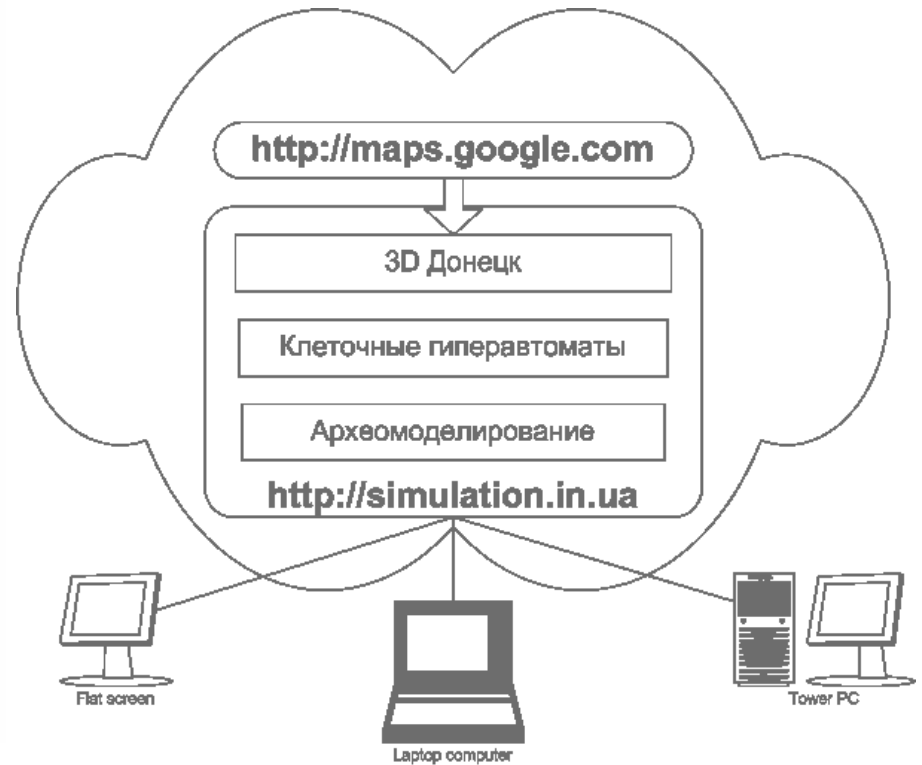 http://maps.google.com
3D Донецк
Клеточные гиперавтоматы
Археомоделирование
http://simulation.in.ua
Flat screen
Tower PC
Laptop computer